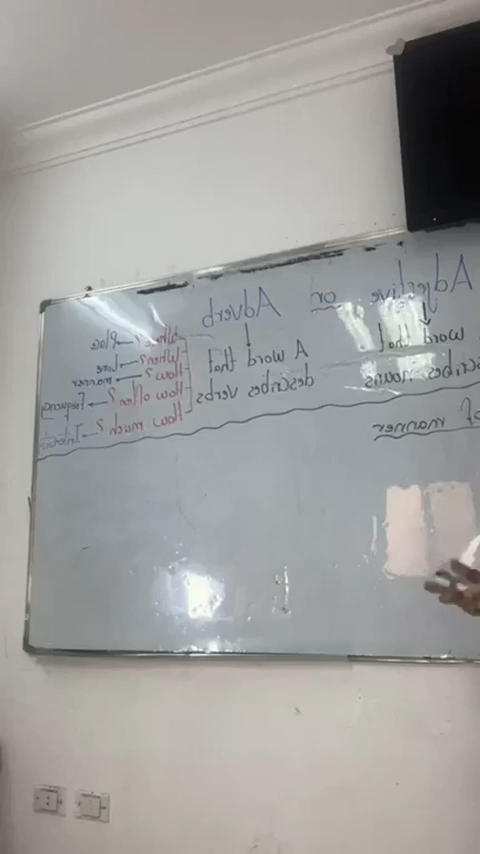 Adjective or Adverb
word that
describes nouns
A word that
describes verbs
Where? → Place
When? → Time
How? → manner
How often? → Frequency
How much? →
of manner